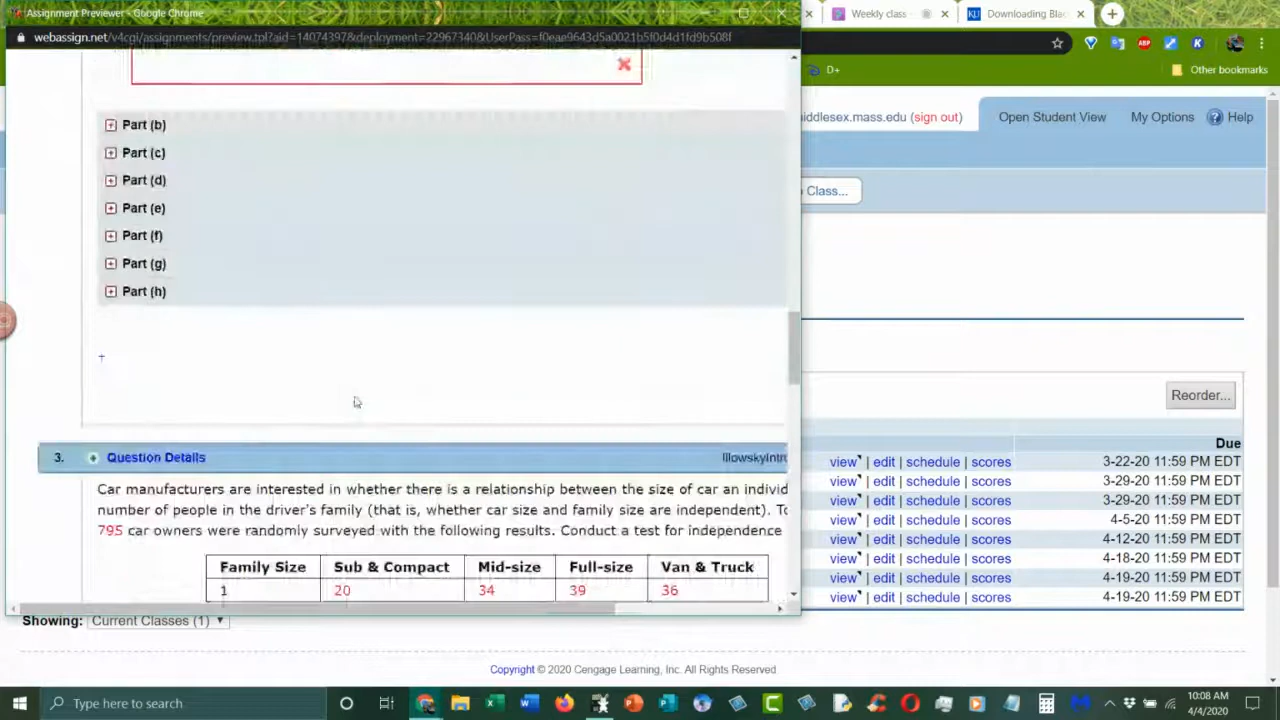 Assignment Previewer - Google Chrome
Weekly class
Downloading Bla
webassign.net/v4cgi/assignments/preview.tpl?aid=14074397&deployment=22967340&UserPass=f0eae9643d5a0021b5f0d4d1fd9b508f
ABP
D+
Other bookmarks
Part (b)
Part (c)
Part (d)
Part (e)
Part (f)
Part (g)
Part (h)
iddlesex.mass.edu (sign out)
Open Student View
My Options
Help
Class...
Reorder...
3.
Question Details
IllowskyIntr
Car manufacturers are interested in whether there is a relationship between the size of car an individ
number of people in the driver's family (that is, whether car size and family size are independent). To
795 car owners were randomly surveyed with the following results. Conduct a test for independence
Family Size Sub & Compact Mid-size Full-size Van & Truck
1 20 34 39 36
Due
view | edit | schedule | scores 3-22-20 11:59 PM EDT
view | edit | schedule | scores 3-29-20 11:59 PM EDT
view | edit | schedule | scores 3-29-20 11:59 PM EDT
view | edit | schedule | scores 4-5-20 11:59 PM EDT
view | edit | schedule | scores 4-12-20 11:59 PM EDT
view | edit | schedule | scores 4-18-20 11:59 PM EDT
view | edit | schedule | scores 4-19-20 11:59 PM EDT
view | edit | schedule | scores 4-19-20 11:59 PM EDT
Showing: Current Classes (1)
Copyright © 2020 Cengage Learning, Inc. All Rights Reserved
Type here to search
10:08 AM
4/4/2020